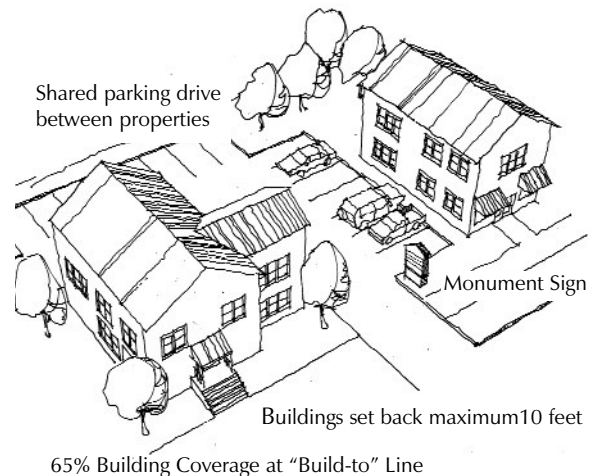 Shared parking drive
between properties
Monument Sign
Buildings set back maximum10 feet
65% Building Coverage at “Build-to” Line